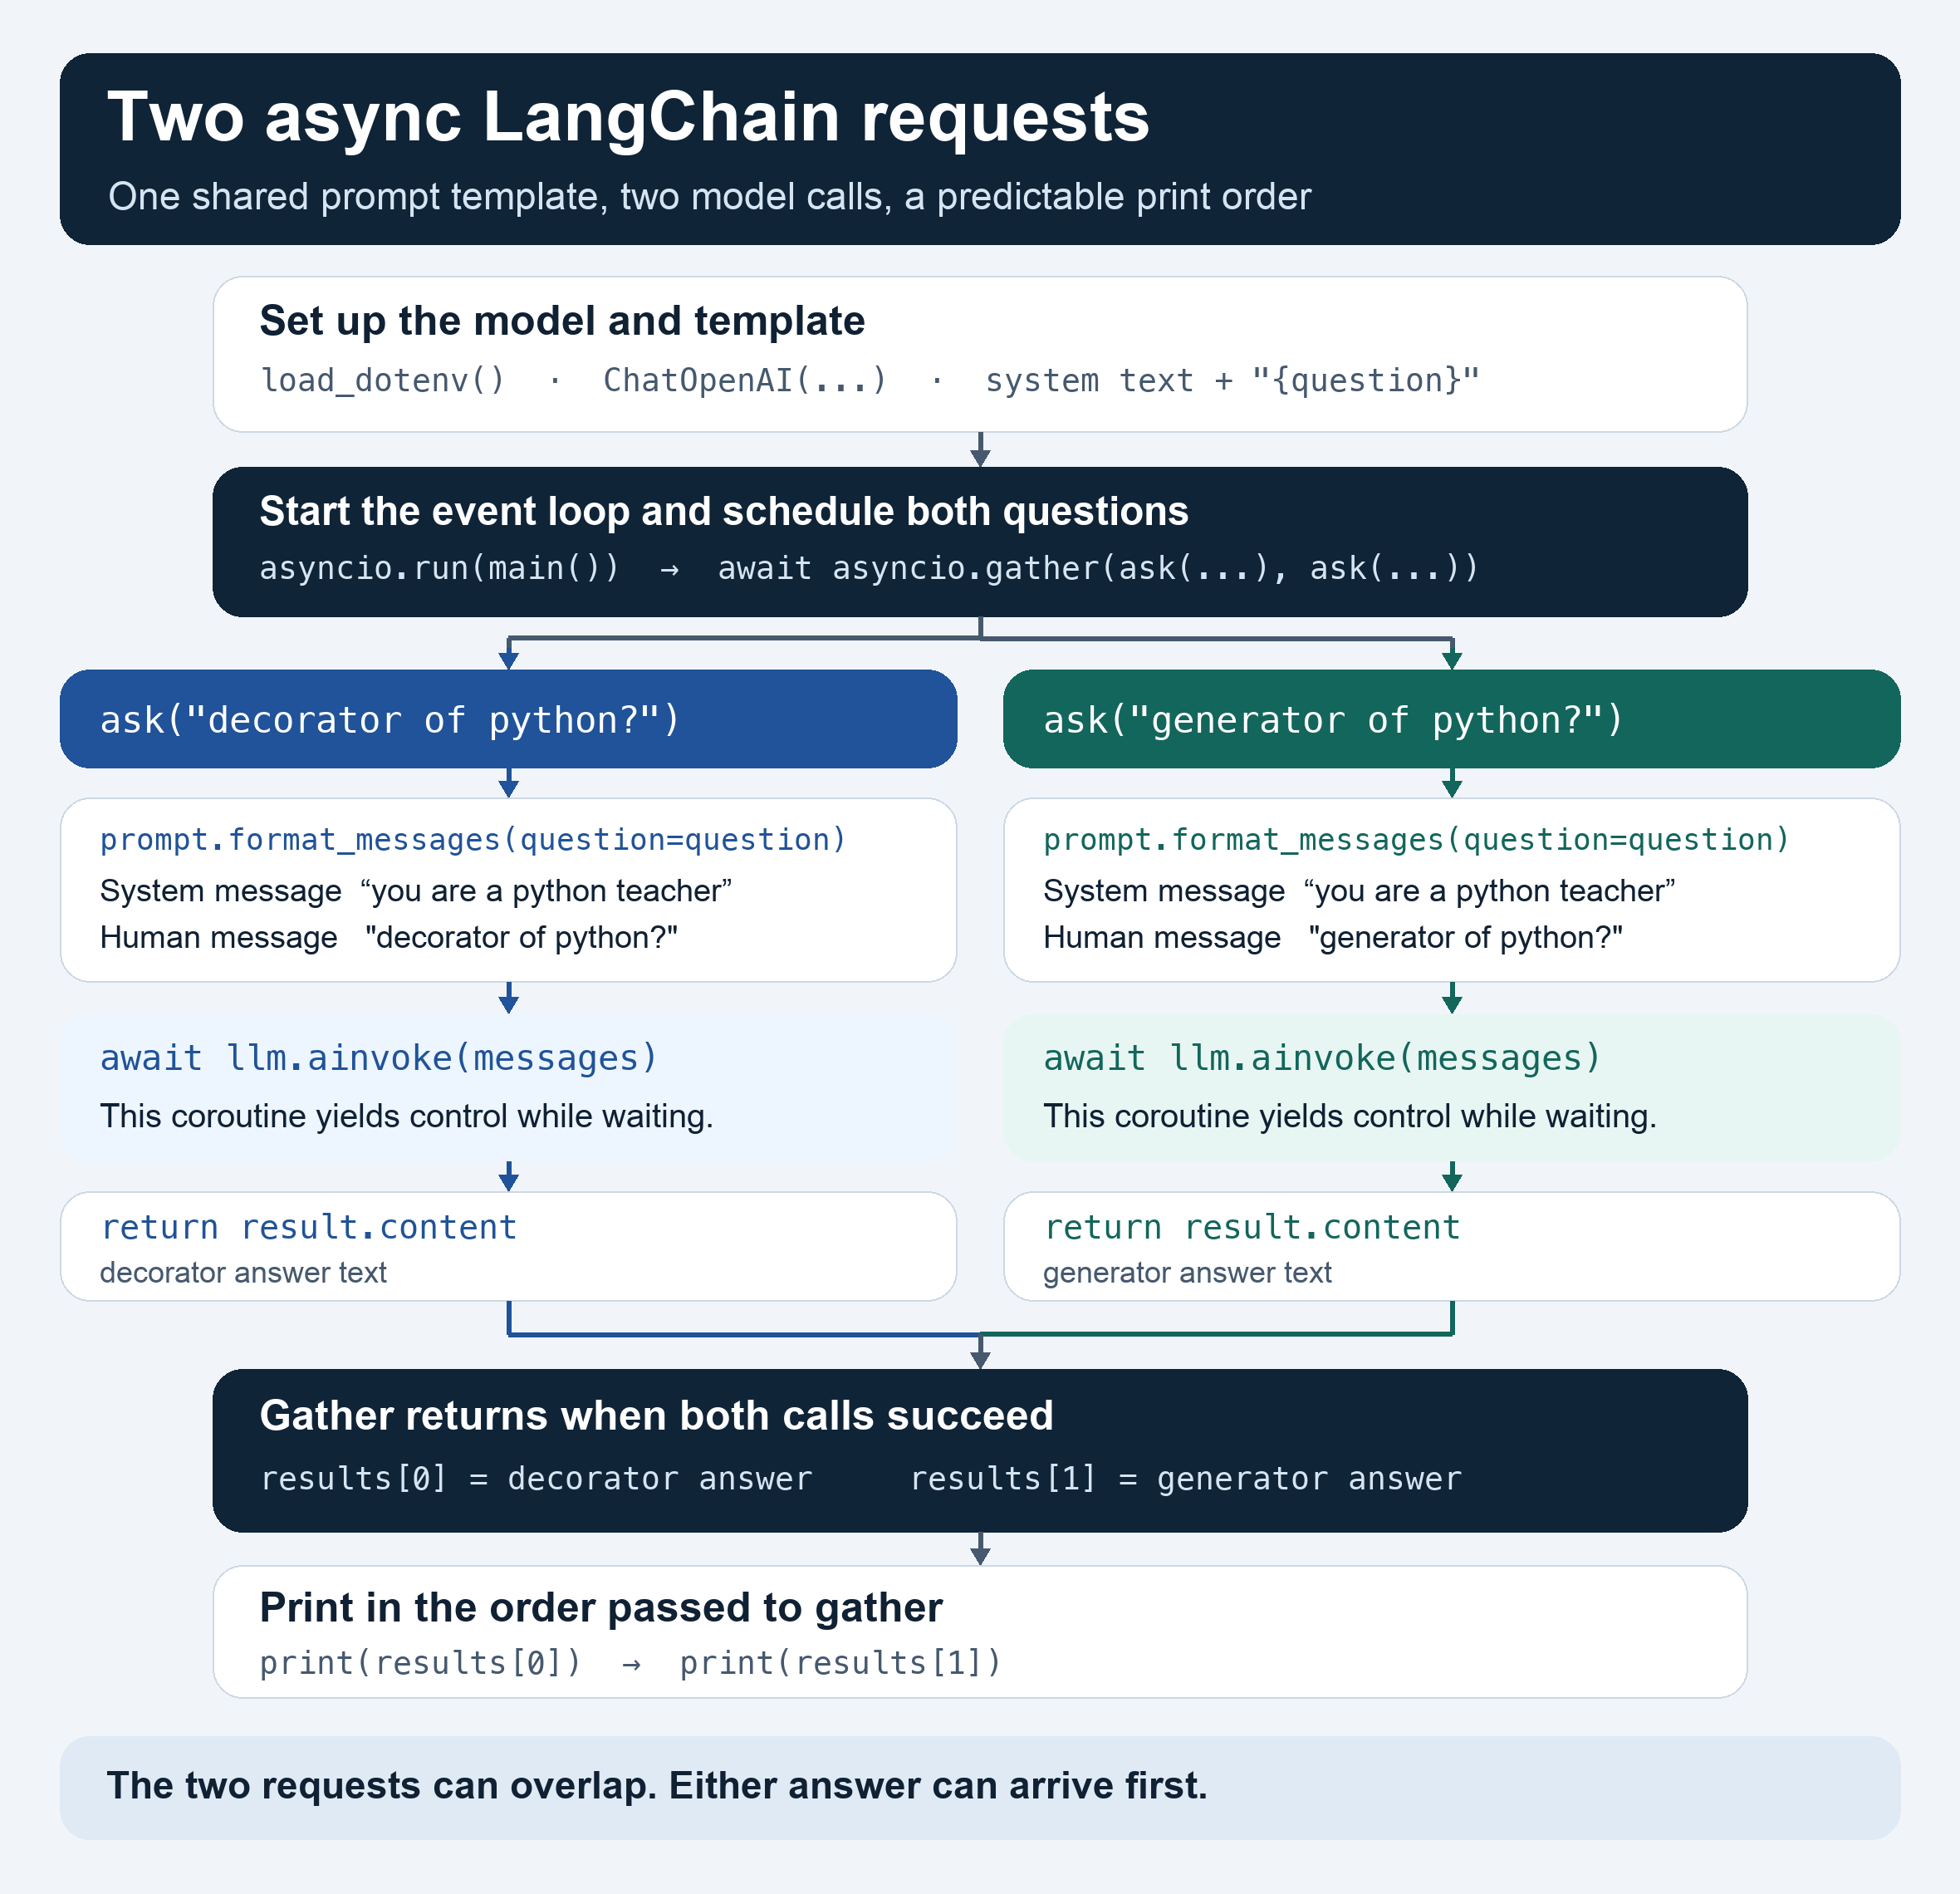 Two async LangChain requests
One shared prompt template, two model calls, a predictable print order
Set up the model and template
load_dotenv()  ·  ChatOpenAI(...)  ·  system text + "{question}"
Start the event loop and schedule both questions
asyncio.run(main())  →  await asyncio.gather(ask(...), ask(...))
ask("decorator of python?")
prompt.format_messages(question=question)
System message  “you are a python teacher”
Human message  "decorator of python?"
await llm.ainvoke(messages)
This coroutine yields control while waiting.
return result.content
decorator answer text
ask("generator of python?")
prompt.format_messages(question=question)
System message  “you are a python teacher”
Human message  "generator of python?"
await llm.ainvoke(messages)
This coroutine yields control while waiting.
return result.content
generator answer text
Gather returns when both calls succeed
results[0] = decorator answer    results[1] = generator answer
Print in the order passed to gather
print(results[0])  →  print(results[1])
The two requests can overlap. Either answer can arrive first.